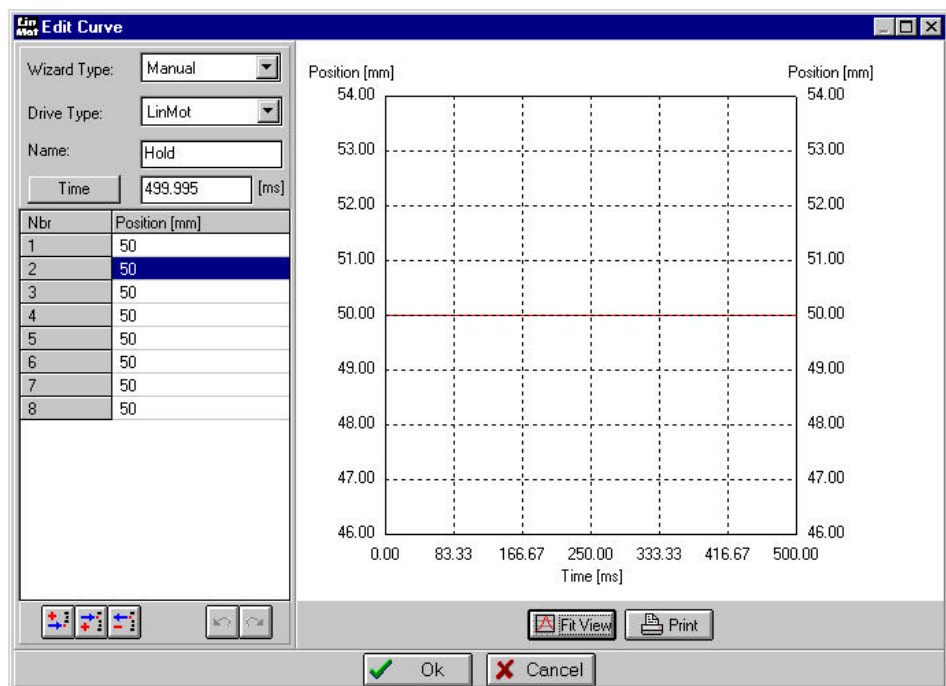 Lin Mot Edit Curve
Wizard Type: Manual
Drive Type: LinMot
Name: Hold
Time 499.995 [ms]
Nbr Position [mm]
1 50
2 50
3 50
4 50
5 50
6 50
7 50
8 50
Position [mm] Position [mm]
54.00 54.00
53.00 53.00
52.00 52.00
51.00 51.00
50.00 50.00
49.00 49.00
48.00 48.00
47.00 47.00
46.00 46.00
0.00 83.33 166.67 250.00 333.33 416.67 500.00
Time [ms]
Fit View Print
Ok Cancel